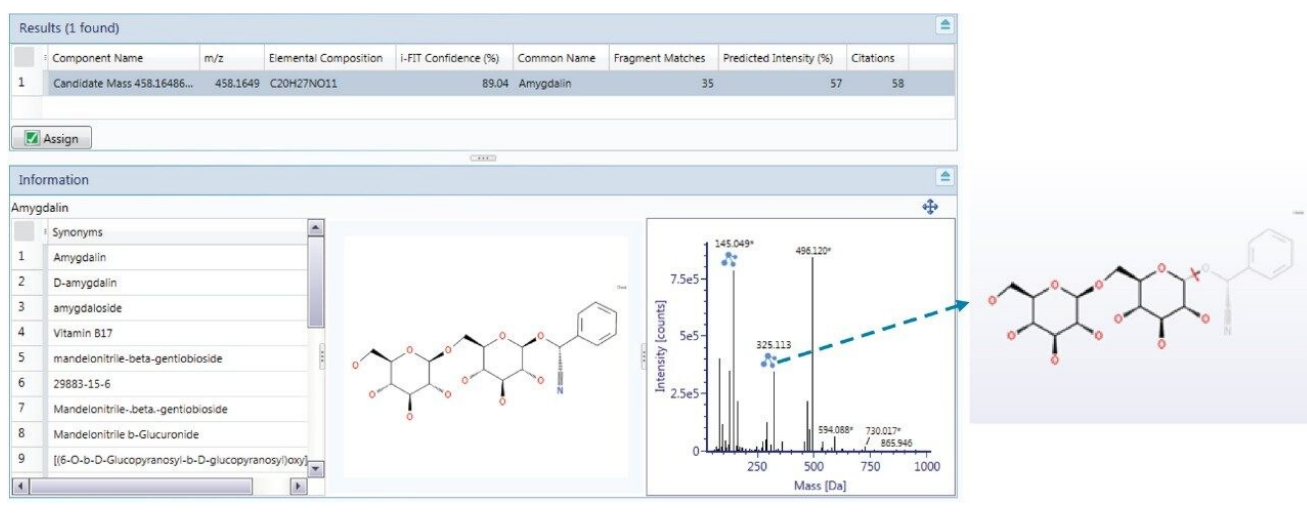 Results (1 found)
Component Name m/z Elemental Composition i-FIT Confidence (%) Common Name Fragment Matches Predicted Intensity (%) Citations
1 Candidate Mass 458.16486... 458.1649 C20H27NO11 89.04 Amygdalin 35 57 58
Assign
Information
Amygdalin
Synonyms
1 Amygdalin
2 D-amygdalin
3 amygdaloside
4 Vitamin B17
5 mandelonitrile-beta-gentiobioside
6 29883-15-6
7 Mandelonitrile-.beta.-gentiobioside
8 Mandelonitrile b-Glucuronide
9 [(6-O-b-D-Glucopyranosyl-b-D-glucopyranosyl)oxy]
O O O O O O O O O O O N
Intensity [counts]
7.5e5
5e5
2.5e5
0
145.049*
496.120*
325.113
594.088*
730.017*
865.946
250 500 750 1000
Mass [Da]
O O O O O O O O O O O N